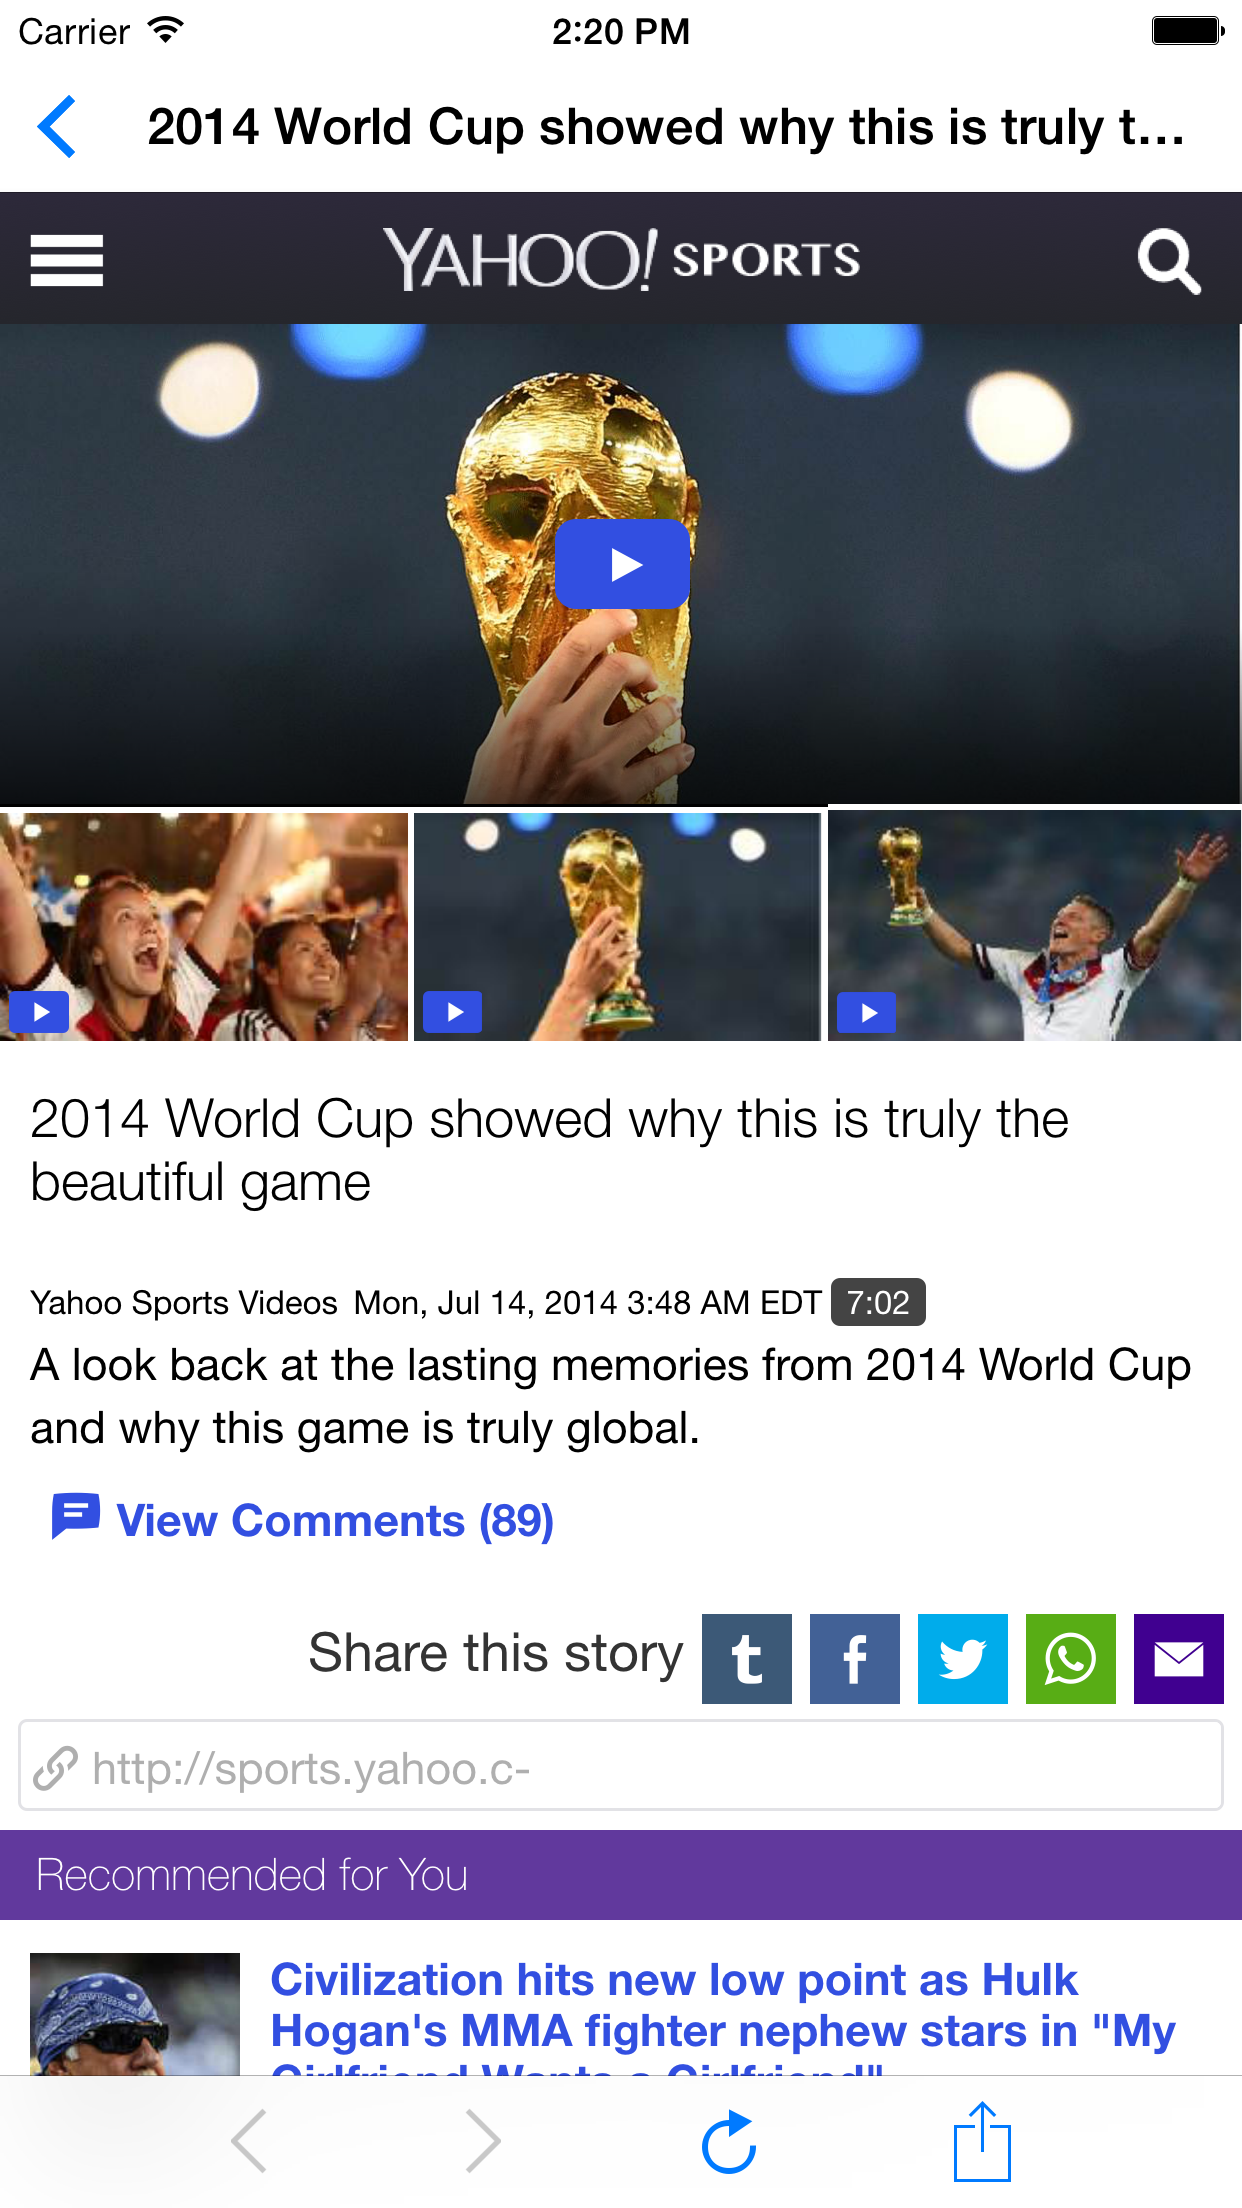 Carrier 2:20 PM
2014 World Cup showed why this is truly t...
YAHOO! SPORTS
2014 World Cup showed why this is truly the
beautiful game
Yahoo Sports Videos Mon, Jul 14, 2014 3:48 AM EDT 7:02
A look back at the lasting memories from 2014 World Cup
and why this game is truly global.
View Comments (89)
Share this story
http://sports.yahoo.c-
Recommended for You
Civilization hits new low point as Hulk
Hogan's MMA fighter nephew stars in "My
Girlfriend Wants a Girlfriend"